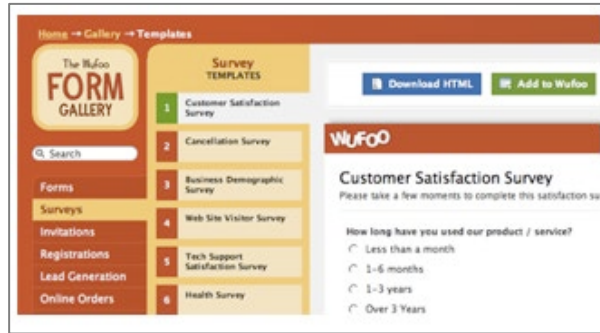 Home → Gallery → Templates
The Wufoo
FORM
GALLERY
Search
Forms
Surveys
Invitations
Registrations
Lead Generation
Online Orders
Survey
TEMPLATES
1 Customer Satisfaction
Survey
2 Cancellation Survey
3 Business Demographic
Survey
4 Web Site Visitor Survey
5 Tech Support
Satisfaction Survey
6 Health Survey
Download HTML
Add to Wufoo
WUFOO
Customer Satisfaction Survey
Please take a few moments to complete this satisfaction su
How long have you used our product / service?
Less than a month
1-6 months
1-3 years
Over 3 Years